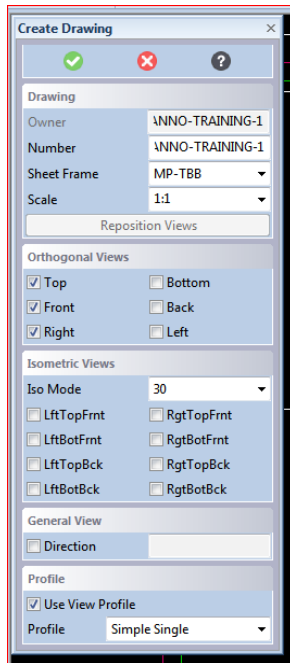 Create Drawing
Drawing
Owner NNO-TRAINING-1
Number NNO-TRAINING-1
Sheet Frame MP-TBB
Scale 1:1
Reposition Views
Orthogonal Views
Top Bottom
Front Back
Right Left
Isometric Views
Iso Mode 30
LftTopFrnt RgtTopFrnt
LftBotFrnt RgtBotFrnt
LftTopBck RgtTopBck
LftBotBck RgtBotBck
General View
Direction
Profile
Use View Profile
Profile Simple Single